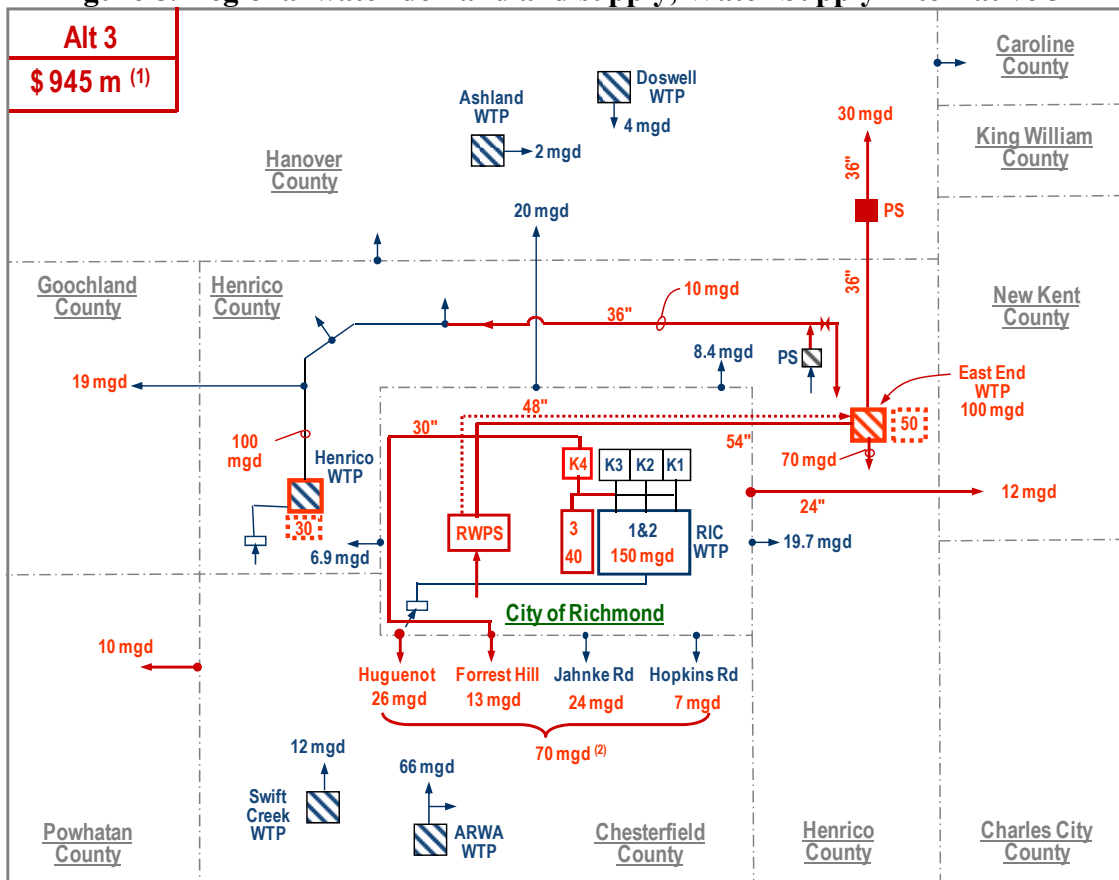 Alt 3
$ 945 m (1)
Caroline
County
Doswell
WTP
4 mgd
Ashland
WTP
2 mgd
30 mgd
King William
County
Hanover
County
36"
PS
20 mgd
Goochland
County
Henrico
County
10 mgd
36"
36"
New Kent
County
8.4 mgd
PS
19 mgd
East End
WTP
100 mgd
48"
50
30"
54"
100
mgd
Henrico
WTP
K4
K3
K2
K1
70 mgd
24"
12 mgd
30
RWPS
3
40
1&2
150 mgd
RIC
WTP
6.9 mgd
19.7 mgd
City of Richmond
10 mgd
Huguenot
26 mgd
Forrest Hill
13 mgd
Jahnke Rd
24 mgd
Hopkins Rd
7 mgd
70 mgd (2)
12 mgd
66 mgd
Swift
Creek
WTP
ARWA
WTP
Powhatan
County
Chesterfield
County
Henrico
County
Charles City
County